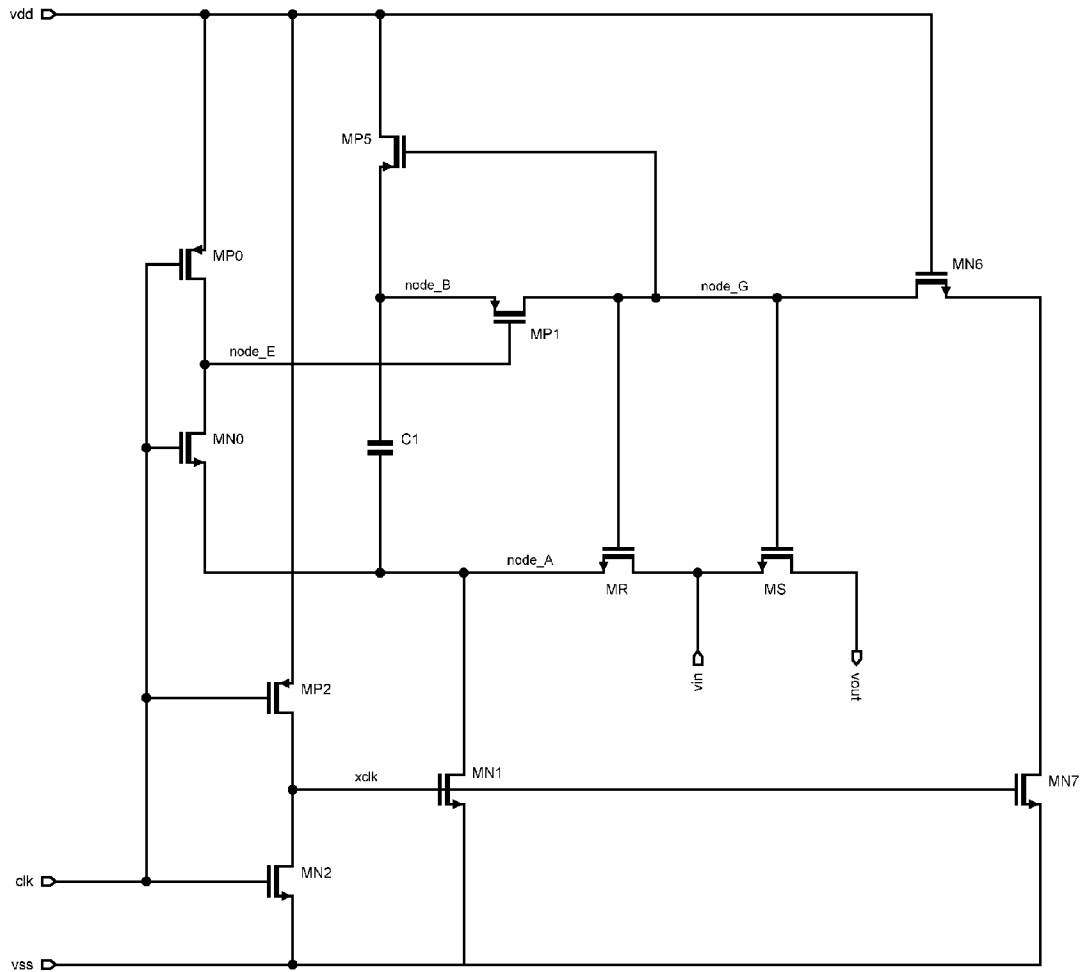 vdd
MP5
MP0
MN6
node_B
node_G
MP1
node_E
MN0
C1
node_A
MR
MS
MP2
vin
vout
xclk
MN1
MN7
MN2
clk
vss